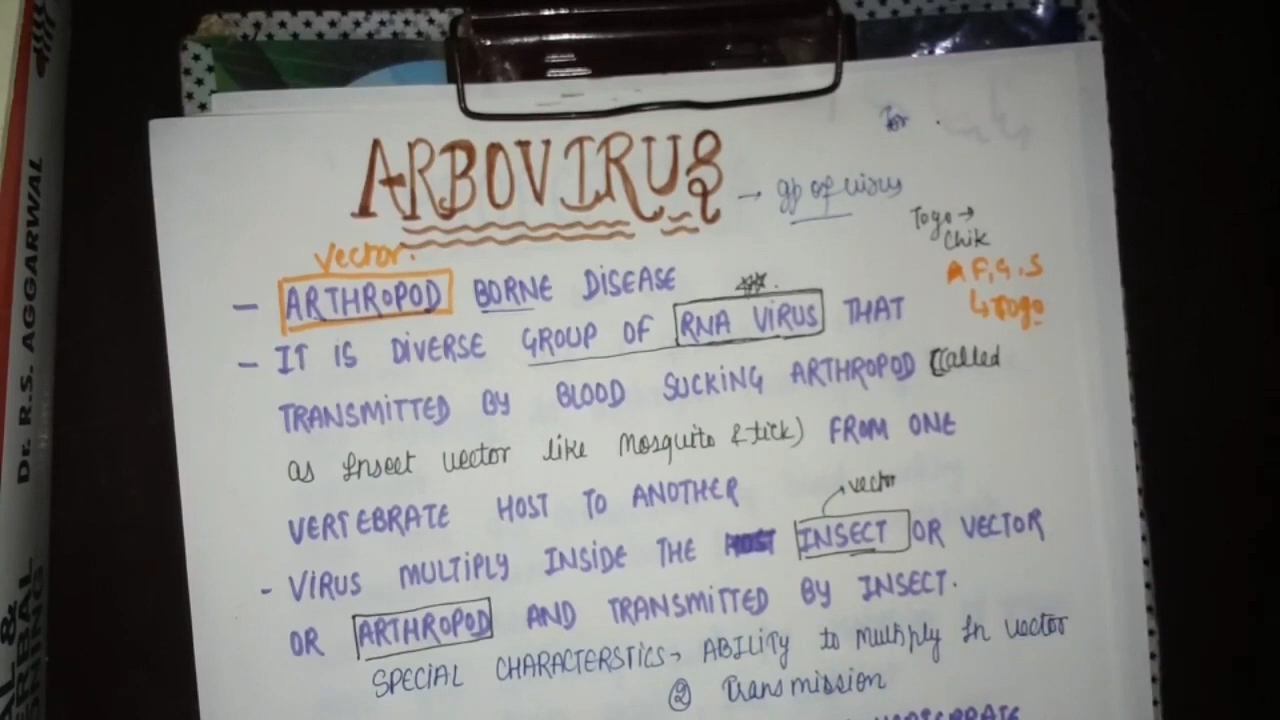 ARBOVIRUS → gp of virus
Togo →
Chik
A F, G, S
↳ Togo
Vector.
– ARTHROPOD BORNE DISEASE
– IT IS DIVERSE GROUP OF RNA VIRUS THAT
TRANSMITTED BY BLOOD SUCKING ARTHROPOD (Called
as Insect vector like Mosquito & tick) FROM ONE
VERTEBRATE HOST TO ANOTHER
vector
- VIRUS MULTIPLY INSIDE THE INSECT OR VECTOR
OR ARTHROPOD AND TRANSMITTED BY INSECT.
SPECIAL CHARACTERSTICS → ABILITY to Multiply In vector
② Transmission
Dr. R.S. AGGARWAL